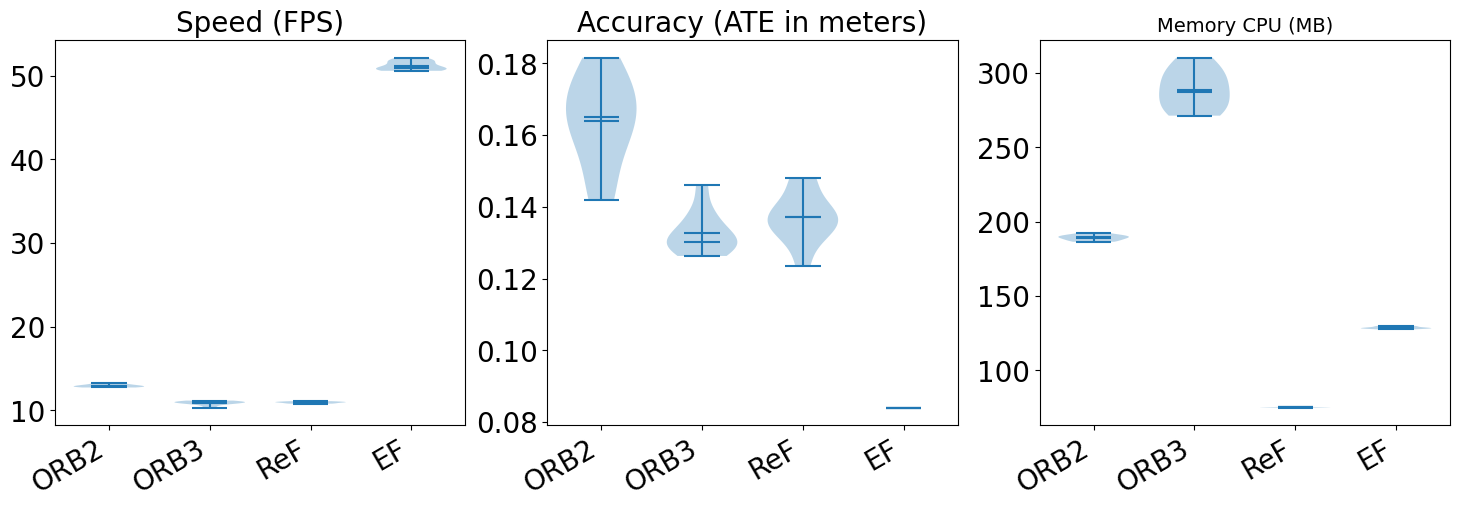 Speed (FPS)
50
40
30
20
10
ORB2
ORB3
ReF
EF
Accuracy (ATE in meters)
0.18
0.16
0.14
0.12
0.10
0.08
ORB2
ORB3
ReF
EF
Memory CPU (MB)
300
250
200
150
100
ORB2
ORB3
ReF
EF